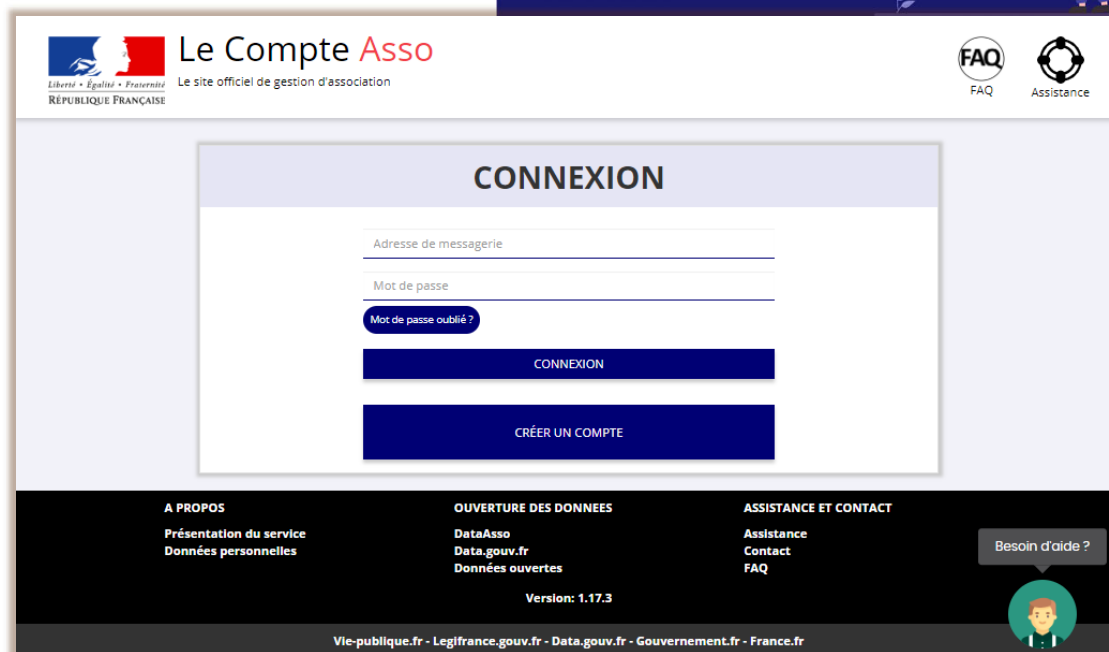 Le Compte Asso
Le site officiel de gestion d'association
Liberté • Égalité • Fraternité
RÉPUBLIQUE FRANÇAISE
FAQ
FAQ
Assistance
CONNEXION
Adresse de messagerie
Mot de passe
Mot de passe oublié ?
CONNEXION
CRÉER UN COMPTE
A PROPOS
Présentation du service
Données personnelles
OUVERTURE DES DONNEES
DataAsso
Data.gouv.fr
Données ouvertes
ASSISTANCE ET CONTACT
Assistance
Contact
FAQ
Besoin d'aide ?
Version: 1.17.3
Vie-publique.fr - Legifrance.gouv.fr - Data.gouv.fr - Gouvernement.fr - France.fr